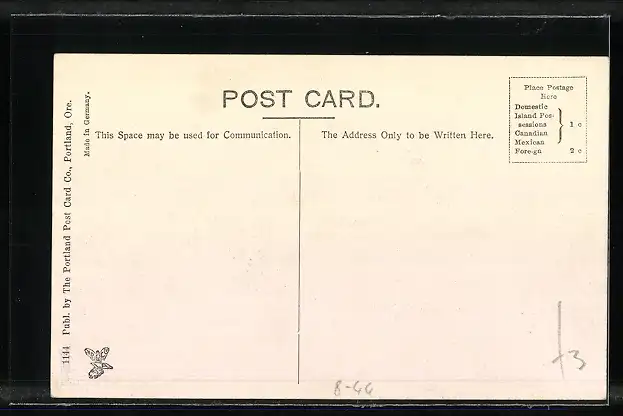 POST CARD.
This Space may be used for Communication.
The Address Only to be Written Here.
Place Postage
Here
Domestic
Island Pos-
sessions
Canadian
Mexican
1 c
Foreign 2 c
1144 Publ. by The Portland Post Card Co., Portland, Ore.
Made in Germany.
8-44
f3